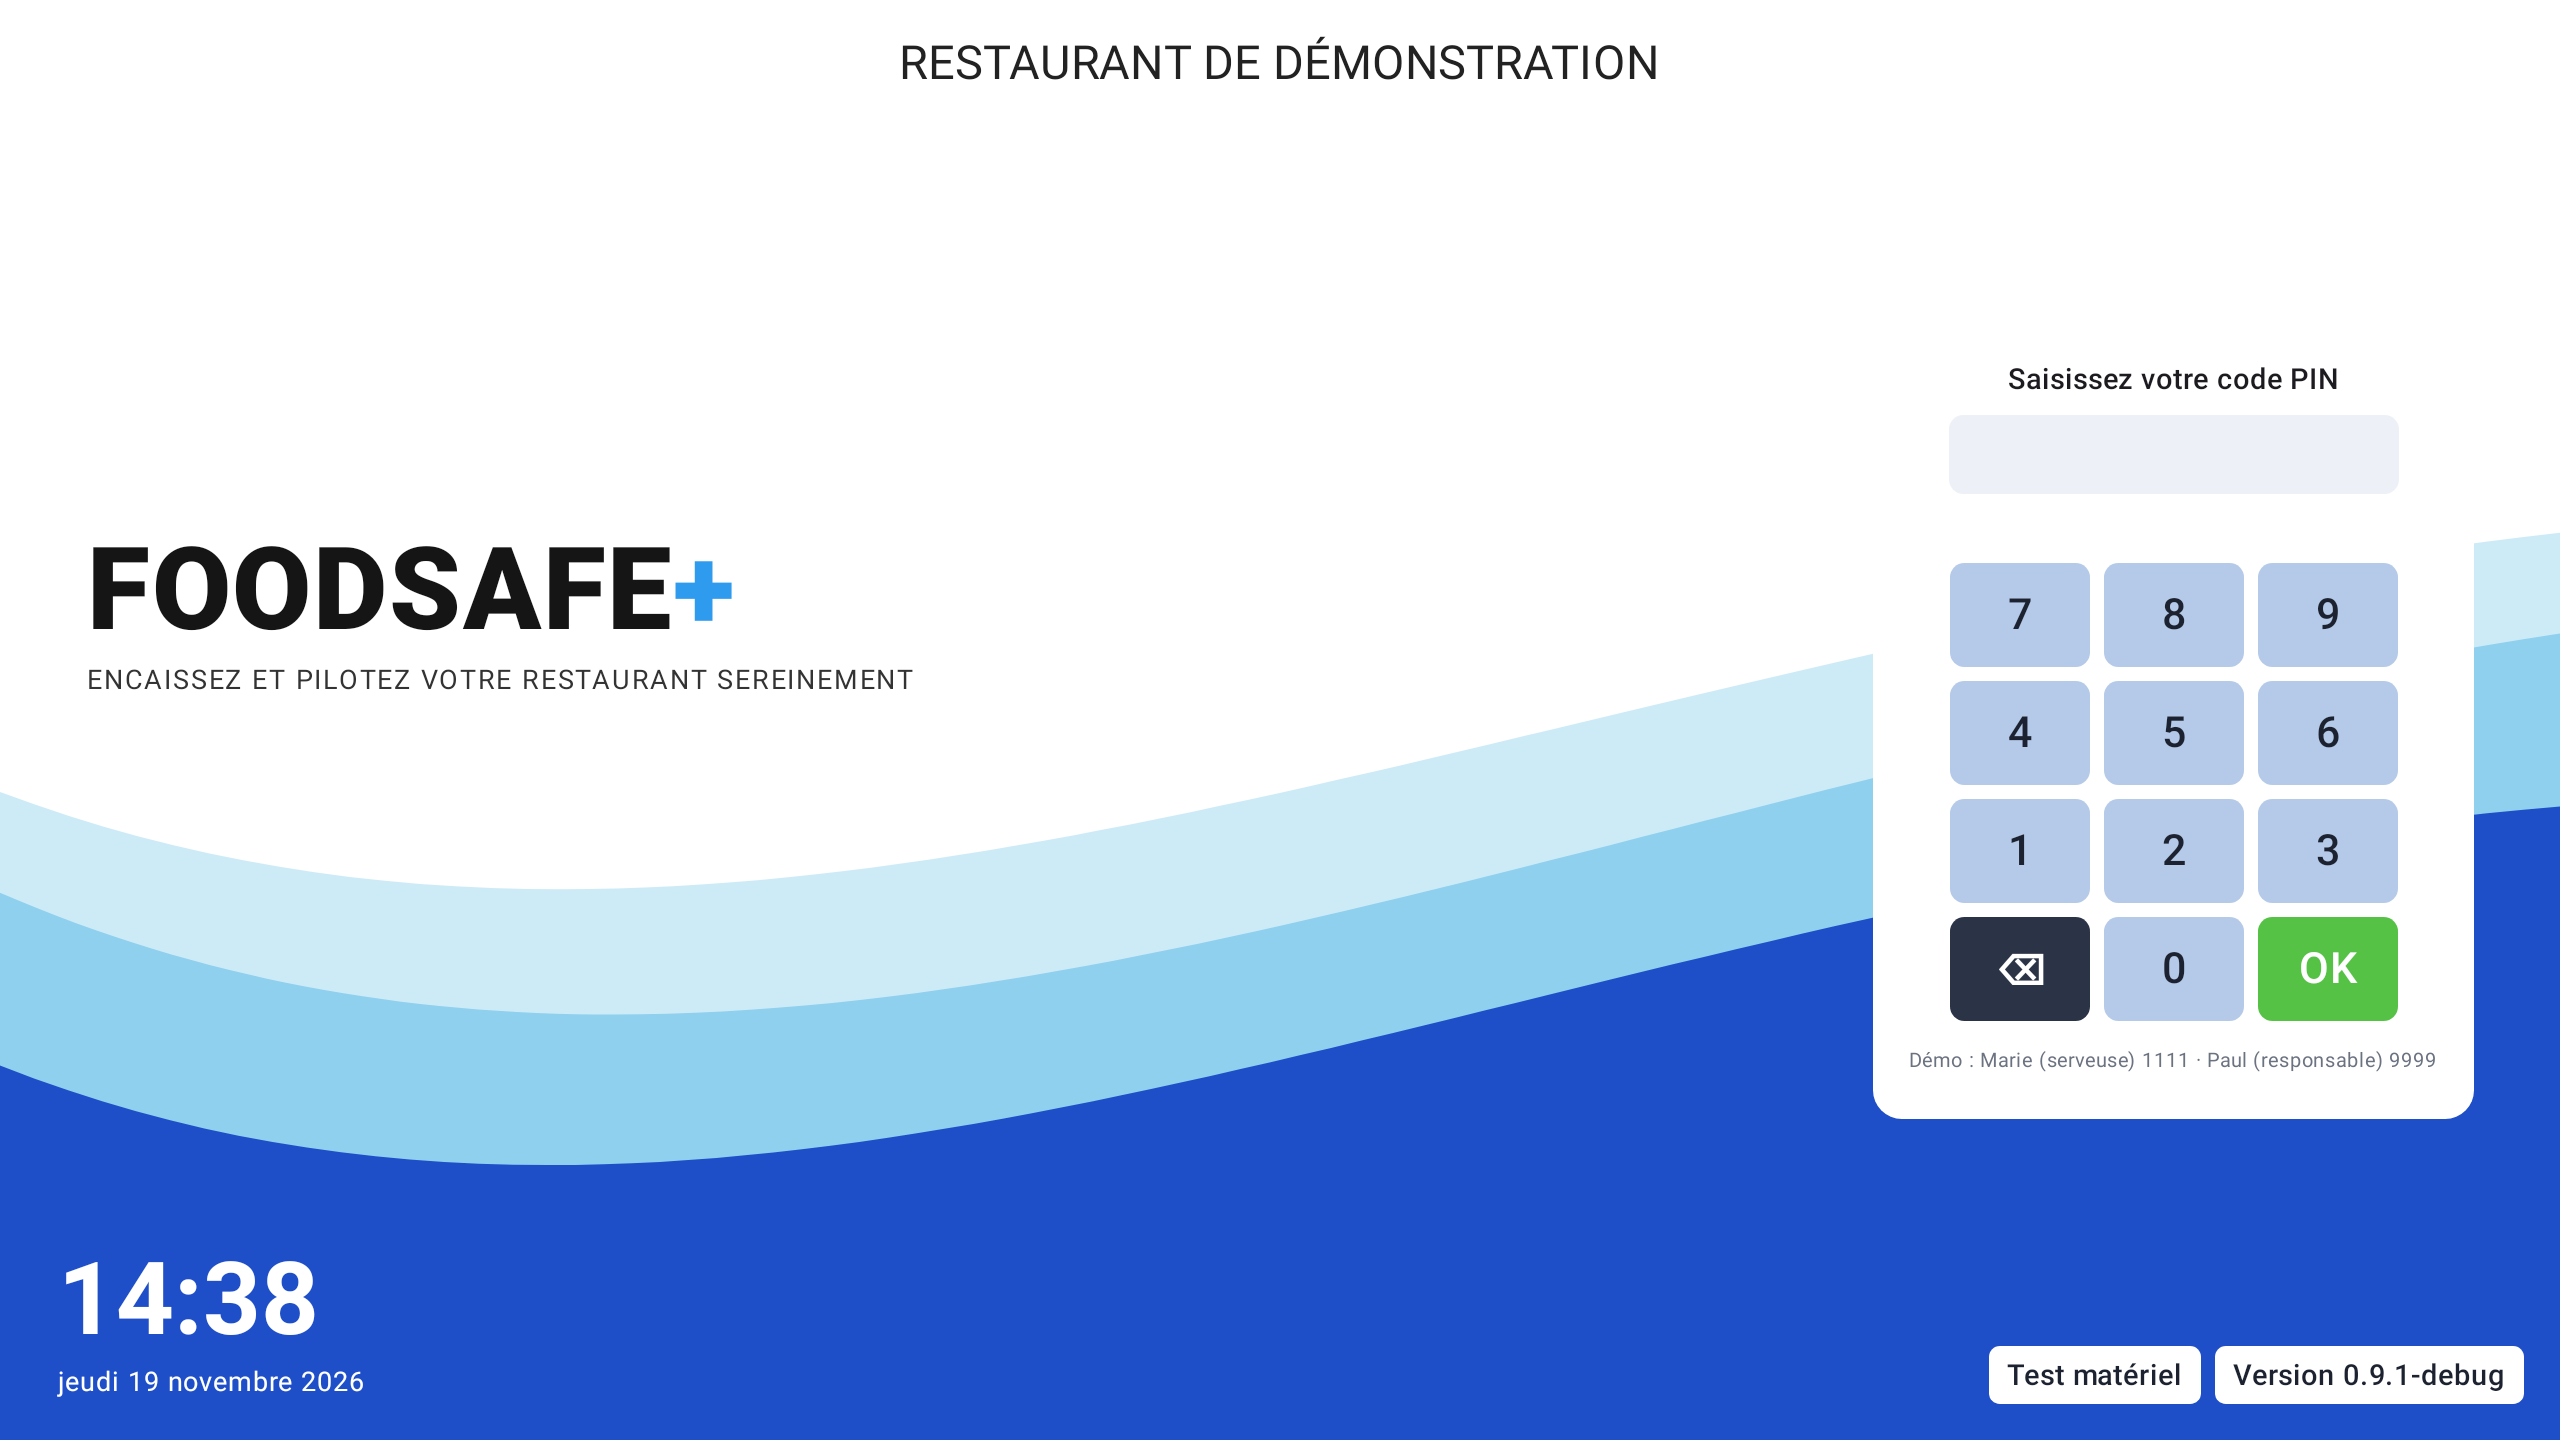 RESTAURANT DE DÉMONSTRATION
Saisissez votre code PIN
FOODSAFE+
ENCAISSEZ ET PILOTEZ VOTRE RESTAURANT SEREINEMENT
7 8 9
4 5 6
1 2 3
0 OK
Démo : Marie (serveuse) 1111 · Paul (responsable) 9999
14:38
jeudi 19 novembre 2026
Test matériel
Version 0.9.1-debug